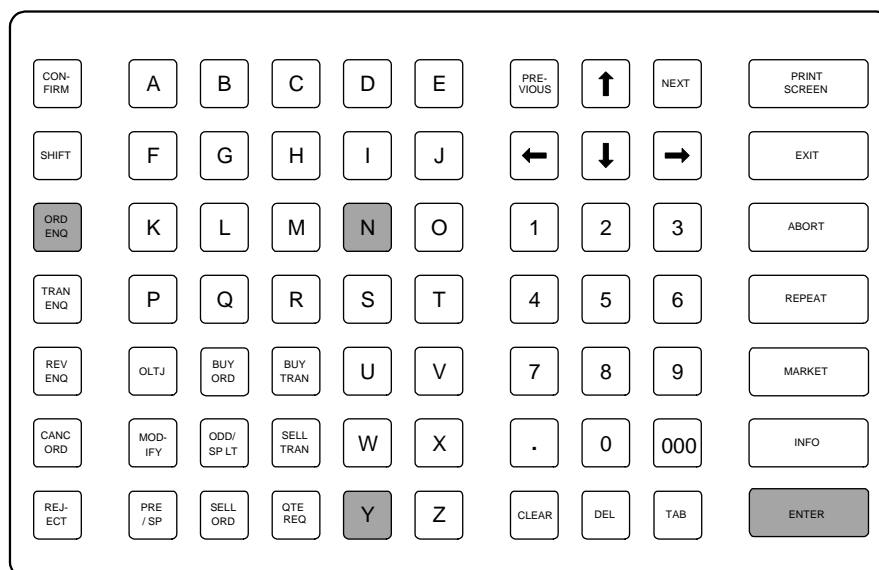 CON-
FIRM
A
B
C
D
E
PRE-
VIOUS
NEXT
PRINT
SCREEN
SHIFT
F
G
H
I
J
EXIT
ORD
ENQ
K
L
M
N
O
1
2
3
ABORT
TRAN
ENQ
P
Q
R
S
T
4
5
6
REPEAT
REV
ENQ
OLTJ
BUY
ORD
BUY
TRAN
U
V
7
8
9
MARKET
CANC
ORD
MOD-
IFY
ODD/
SP LT
SELL
TRAN
W
X
.
0
000
INFO
REJ-
ECT
PRE
/ SP
SELL
ORD
QTE
REQ
Y
Z
CLEAR
DEL
TAB
ENTER